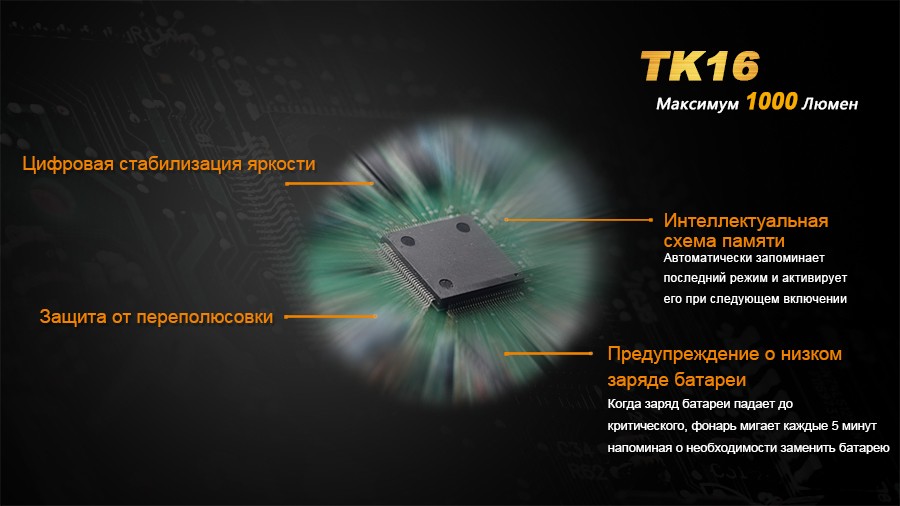 TK16
Максимум 1000 Люмен
Цифровая стабилизация яркости
Интеллектуальная
схема памяти
Автоматически запоминает
последний режим и активирует
его при следующем включении
Защита от переполюсовки
Предупреждение о низком
заряде батареи
Когда заряд батареи падает до
критического, фонарь мигает каждые 5 минут
напоминая о необходимости заменить батарею